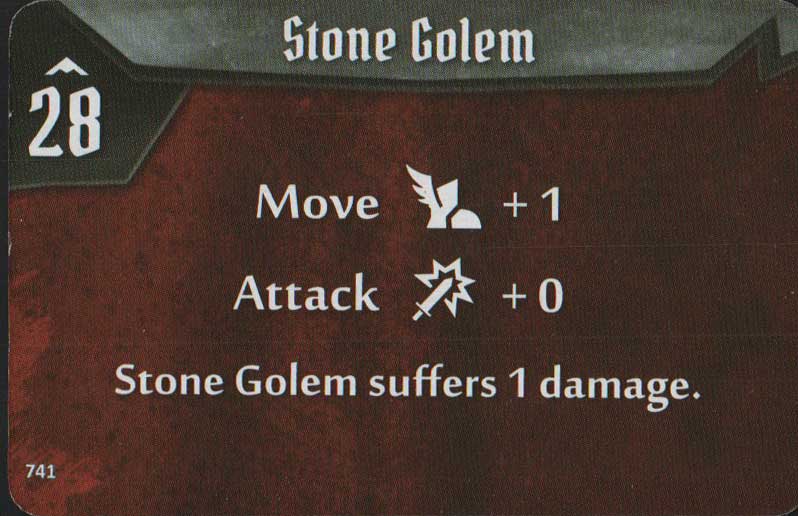 Stone Golem
28
Move + 1
Attack + 0
Stone Golem suffers 1 damage.
741